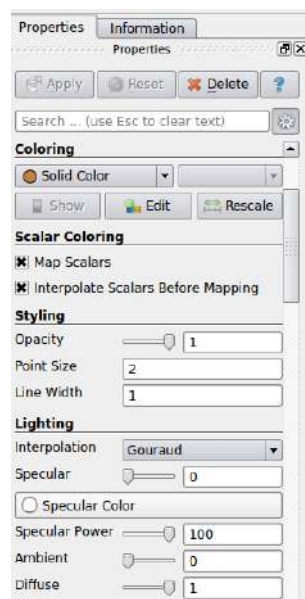 Properties Information
Properties
Apply Reset Delete ?
Search ... (use Esc to clear text)
Coloring
Solid Color
Show Edit Rescale
Scalar Coloring
Map Scalars
Interpolate Scalars Before Mapping
Styling
Opacity 1
Point Size 2
Line Width 1
Lighting
Interpolation Gouraud
Specular 0
Specular Color
Specular Power 100
Ambient 0
Diffuse 1